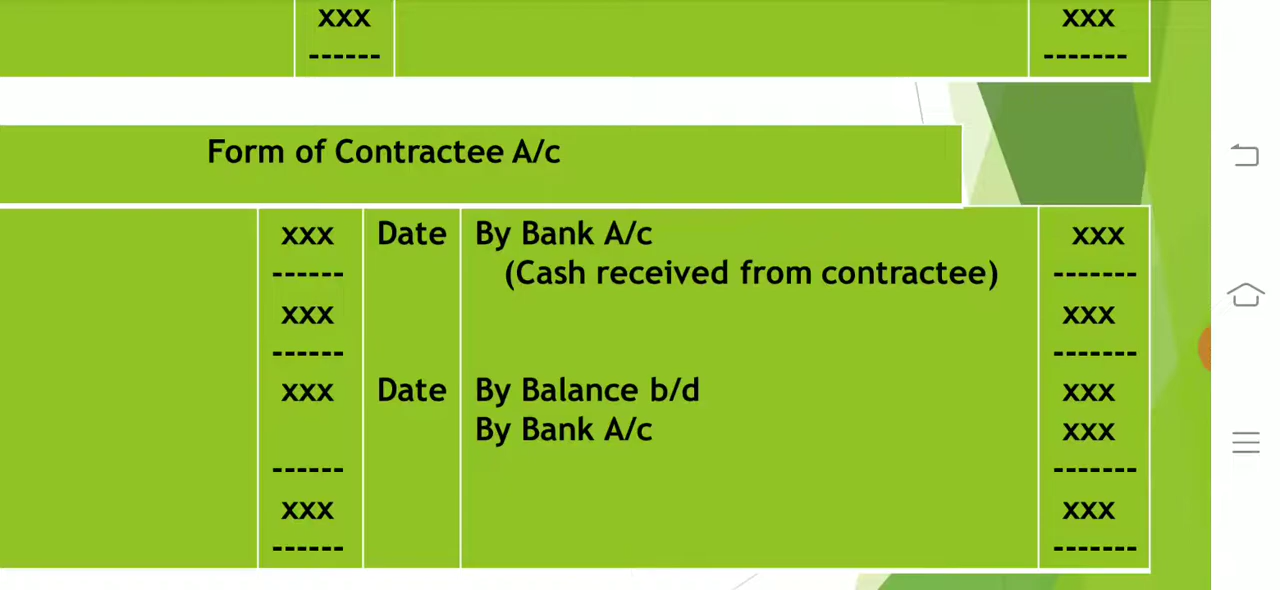 xxx xxx
------ -------
Form of Contractee A/c
xxx Date By Bank A/c xxx
------ (Cash received from contractee) -------
xxx xxx
------ -------
xxx Date By Balance b/d xxx
By Bank A/c xxx
------ -------
xxx xxx
------ -------